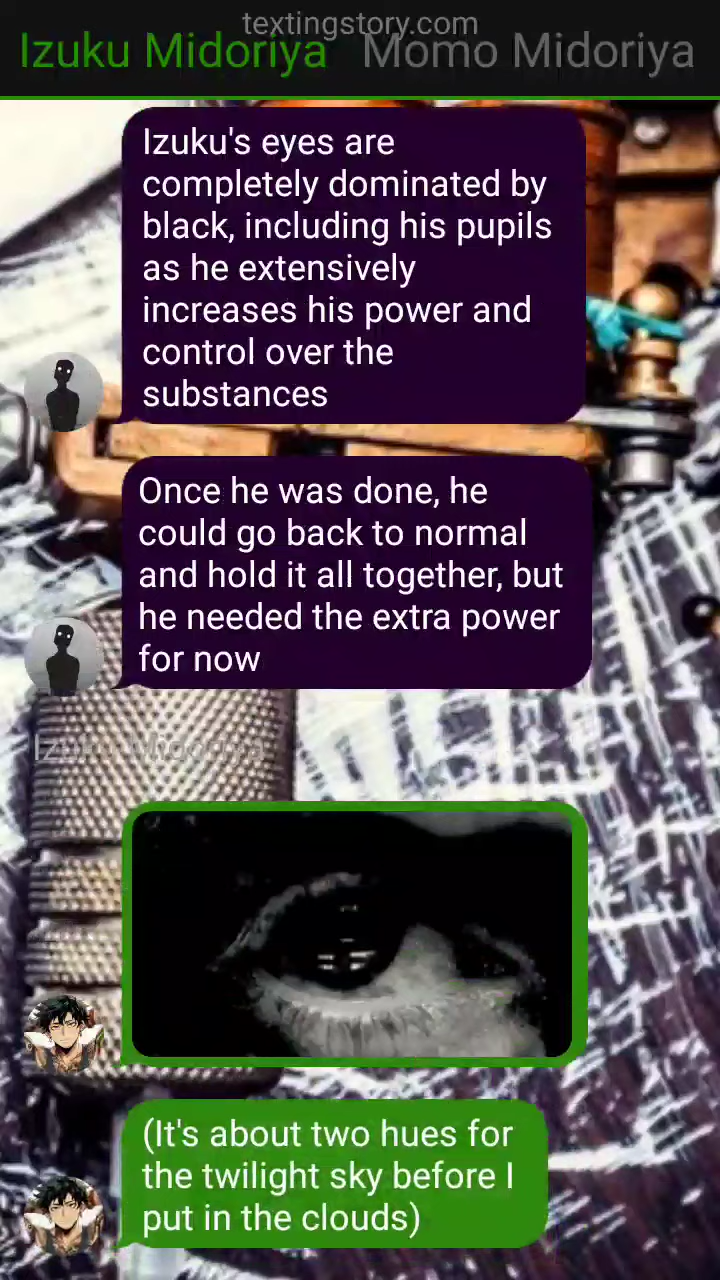 textingstory.com
Izuku Midoriya Momo Midoriya
Izuku's eyes are
completely dominated by
black, including his pupils
as he extensively
increases his power and
control over the
substances
Once he was done, he
could go back to normal
and hold it all together, but
he needed the extra power
for now
Izuku Midoriya
(It's about two hues for
the twilight sky before I
put in the clouds)